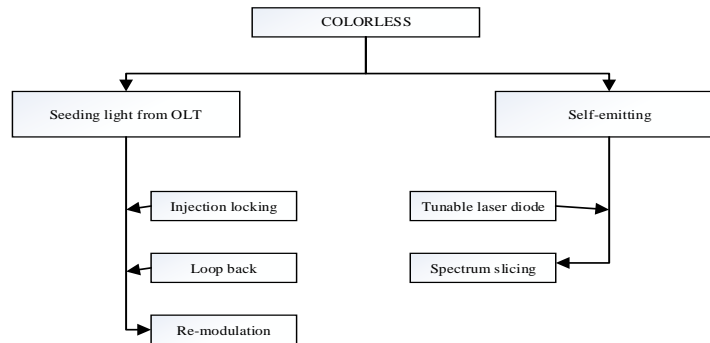 COLORLESS
Seeding light from OLT
Self-emitting
Injection locking
Tunable laser diode
Loop back
Spectrum slicing
Re-modulation